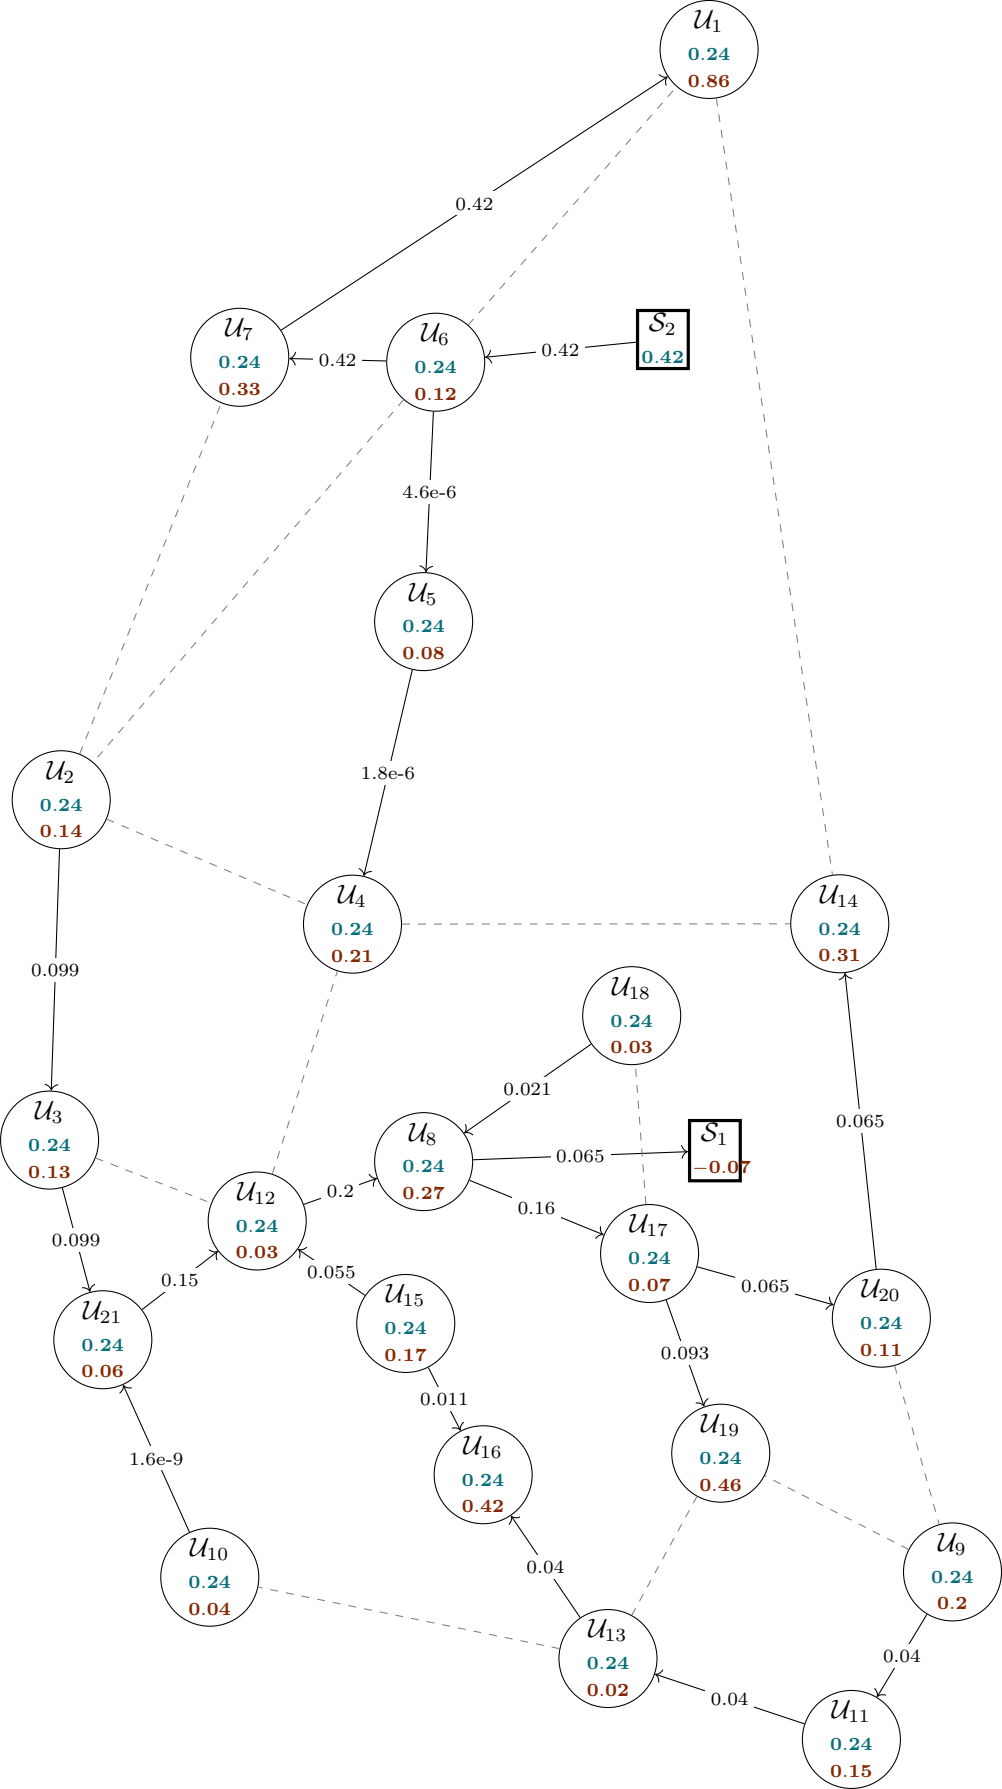 𝒰1
0.24
0.86
0.42
𝒰7
0.24
0.33
0.42
𝒰6
0.24
0.12
0.42
𝒮2
0.42
4.6e-6
𝒰5
0.24
0.08
1.8e-6
𝒰2
0.24
0.14
𝒰4
0.24
0.21
𝒰14
0.24
0.31
0.099
𝒰18
0.24
0.03
0.021
0.065
𝒰3
0.24
0.13
𝒰8
0.24
0.27
0.065
𝒮1
−0.07
𝒰12
0.24
0.03
0.2
0.16
𝒰17
0.24
0.07
0.099
0.15
0.055
0.065
𝒰21
0.24
0.06
𝒰15
0.24
0.17
𝒰20
0.24
0.11
0.093
0.011
𝒰19
0.24
0.46
1.6e-9
𝒰16
0.24
0.42
𝒰10
0.24
0.04
0.04
𝒰9
0.24
0.2
𝒰13
0.24
0.02
0.04
0.04
𝒰11
0.24
0.15